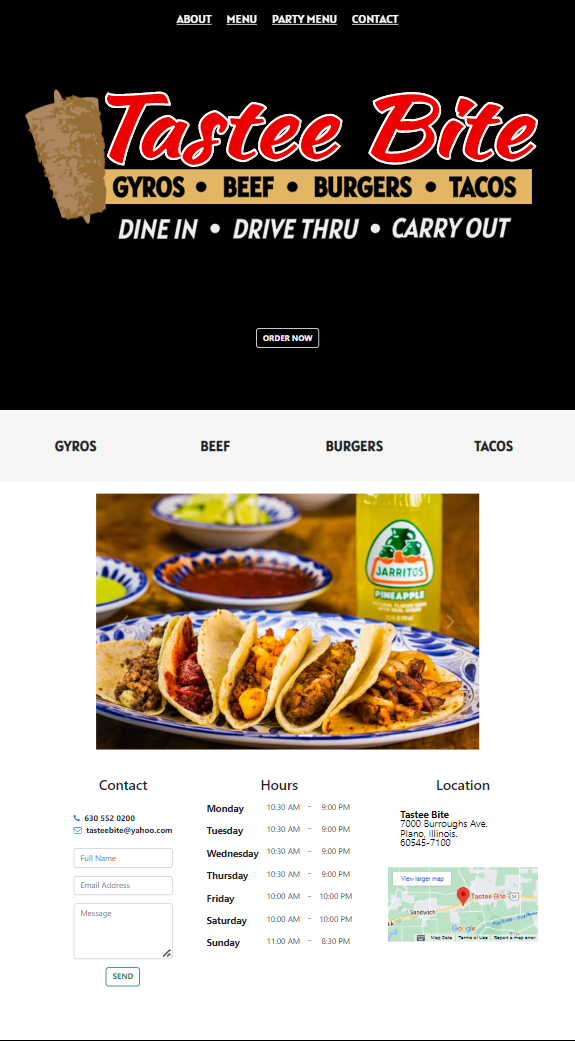 ABOUT MENU PARTY MENU CONTACT
Tastee Bite
GYROS • BEEF • BURGERS • TACOS
DINE IN • DRIVE THRU • CARRY OUT
ORDER NOW
GYROS BEEF BURGERS TACOS
JARRITOS
PINEAPPLE
Contact
630 552 0200
tasteebite@yahoo.com
Full Name
Email Address
Message
SEND
Hours
Monday 10:30 AM - 9:00 PM
Tuesday 10:30 AM - 9:00 PM
Wednesday 10:30 AM - 9:00 PM
Thursday 10:30 AM - 9:00 PM
Friday 10:00 AM - 10:00 PM
Saturday 10:00 AM - 10:00 PM
Sunday 11:00 AM - 8:30 PM
Location
Tastee Bite
7000 Burroughs Ave.
Plano, Illinois.
60545-7100
View larger map
Tastee Bite
Sandwich
Google
Map Data Terms of Use Report a map error